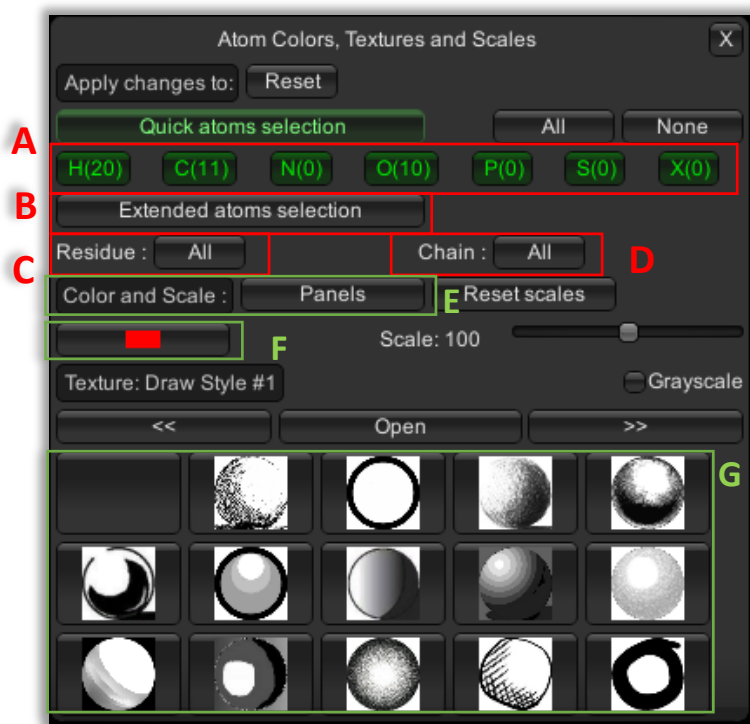 Atom Colors, Textures and Scales X
Apply changes to: Reset
Quick atoms selection All None
A
H(20) C(11) N(0) O(10) P(0) S(0) X(0)
B Extended atoms selection
C Residue : All Chain : All D
Color and Scale : Panels E Reset scales
F Scale: 100
Texture: Draw Style #1 Grayscale
<< Open >>
G